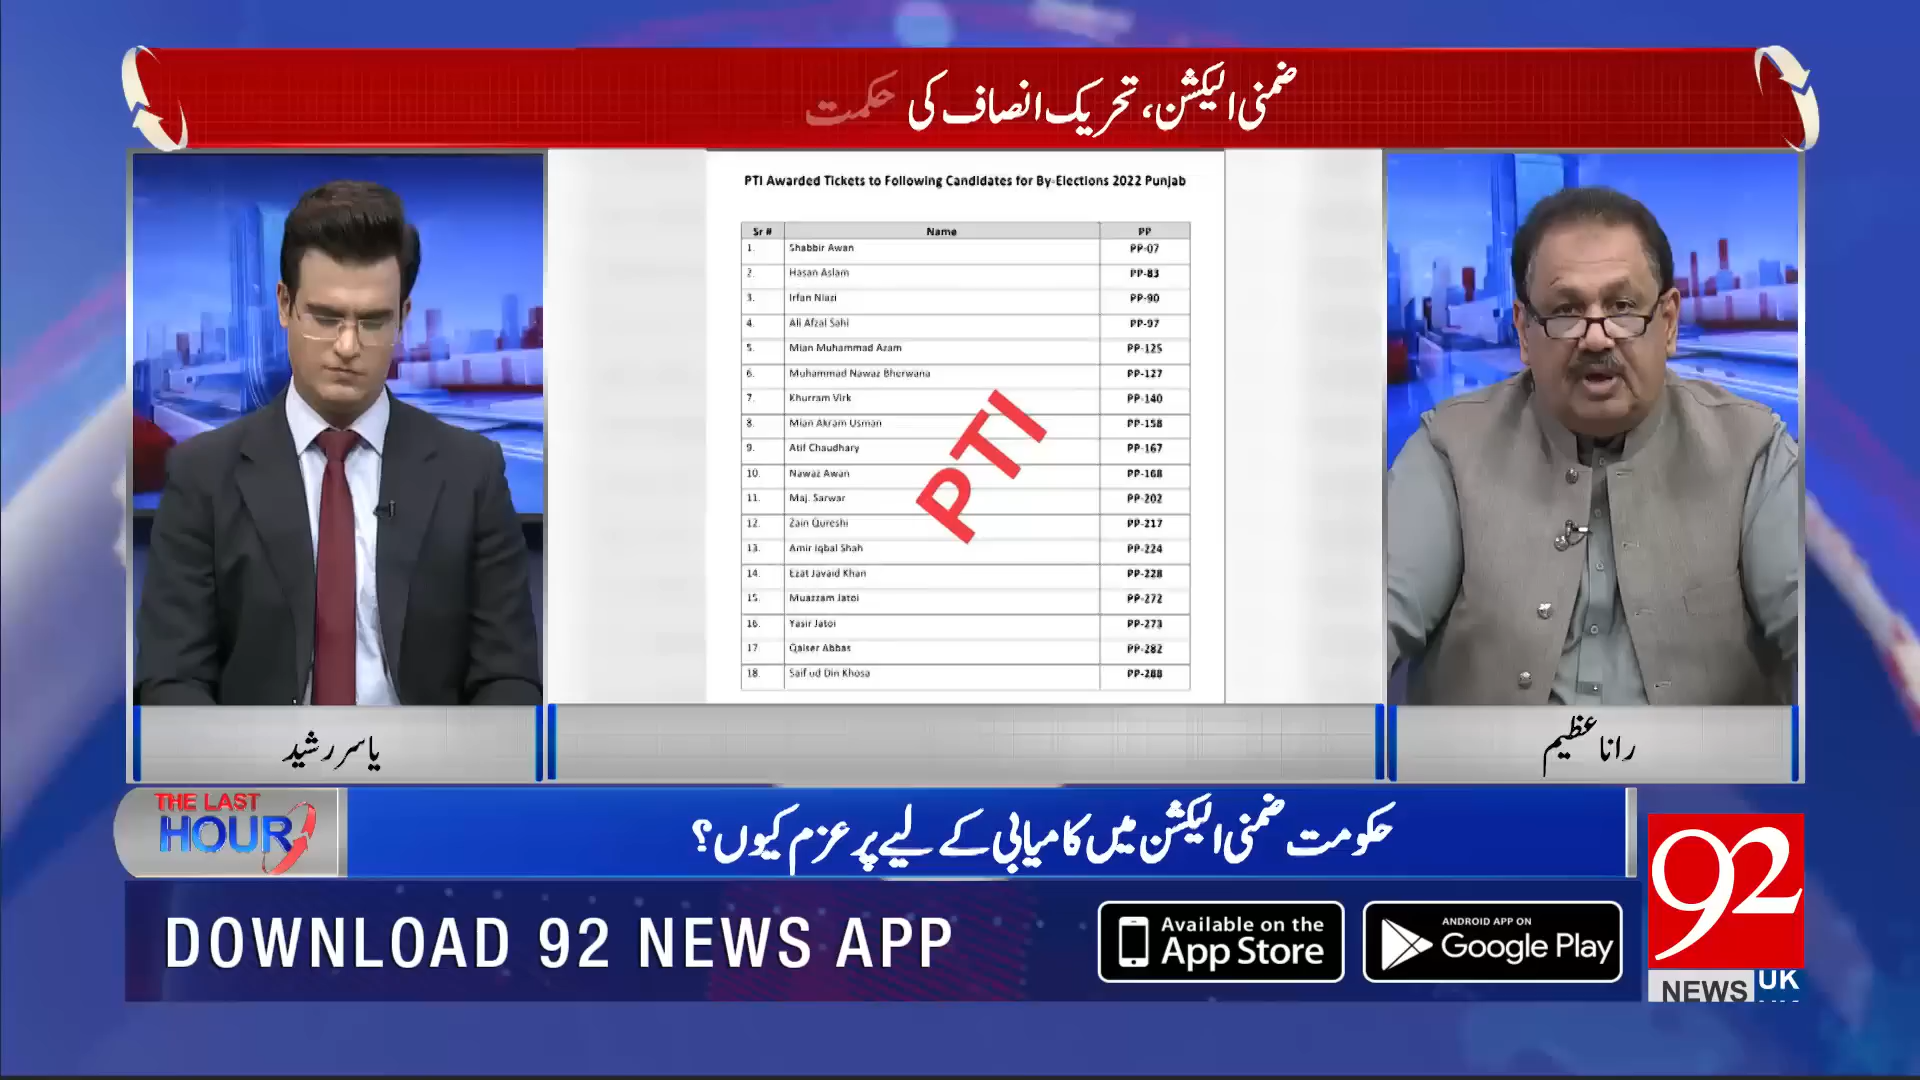 ضمنی الیکشن، تحریک انصاف کی حکمت
PTI Awarded Tickets to Following Candidates for By-Elections 2022 Punjab
Sr # Name PP
1. Shabbir Awan PP-07
2. Hasan Aslam PP-83
3. Irfan Niazi PP-90
4. Ali Afzal Sahi PP-97
5. Mian Muhammad Azam PP-125
6. Muhammad Nawaz Bherwana PP-127
7. Khurram Virk PP-140
8. Mian Akram Usman PP-158
9. Atif Chaudhary PP-167
10. Nawaz Awan PP-168
11. Maj. Sarwar PP-202
12. Zain Qureshi PP-217
13. Amir Iqbal Shah PP-224
14. Ezat Javaid Khan PP-228
15. Muazzam Jatoi PP-272
16. Yasir Jatoi PP-273
17 Qaiser Abbas PP-282
18. Saif ud Din Khosa PP-288
PTI
یاسر رشید
رانا عظیم
THE LAST
HOUR
حکومت ضمنی الیکشن میں کامیابی کے لیے پر عزم کیوں؟
DOWNLOAD 92 NEWS APP
Available on the
App Store
ANDROID APP ON
Google Play
92
NEWS UK